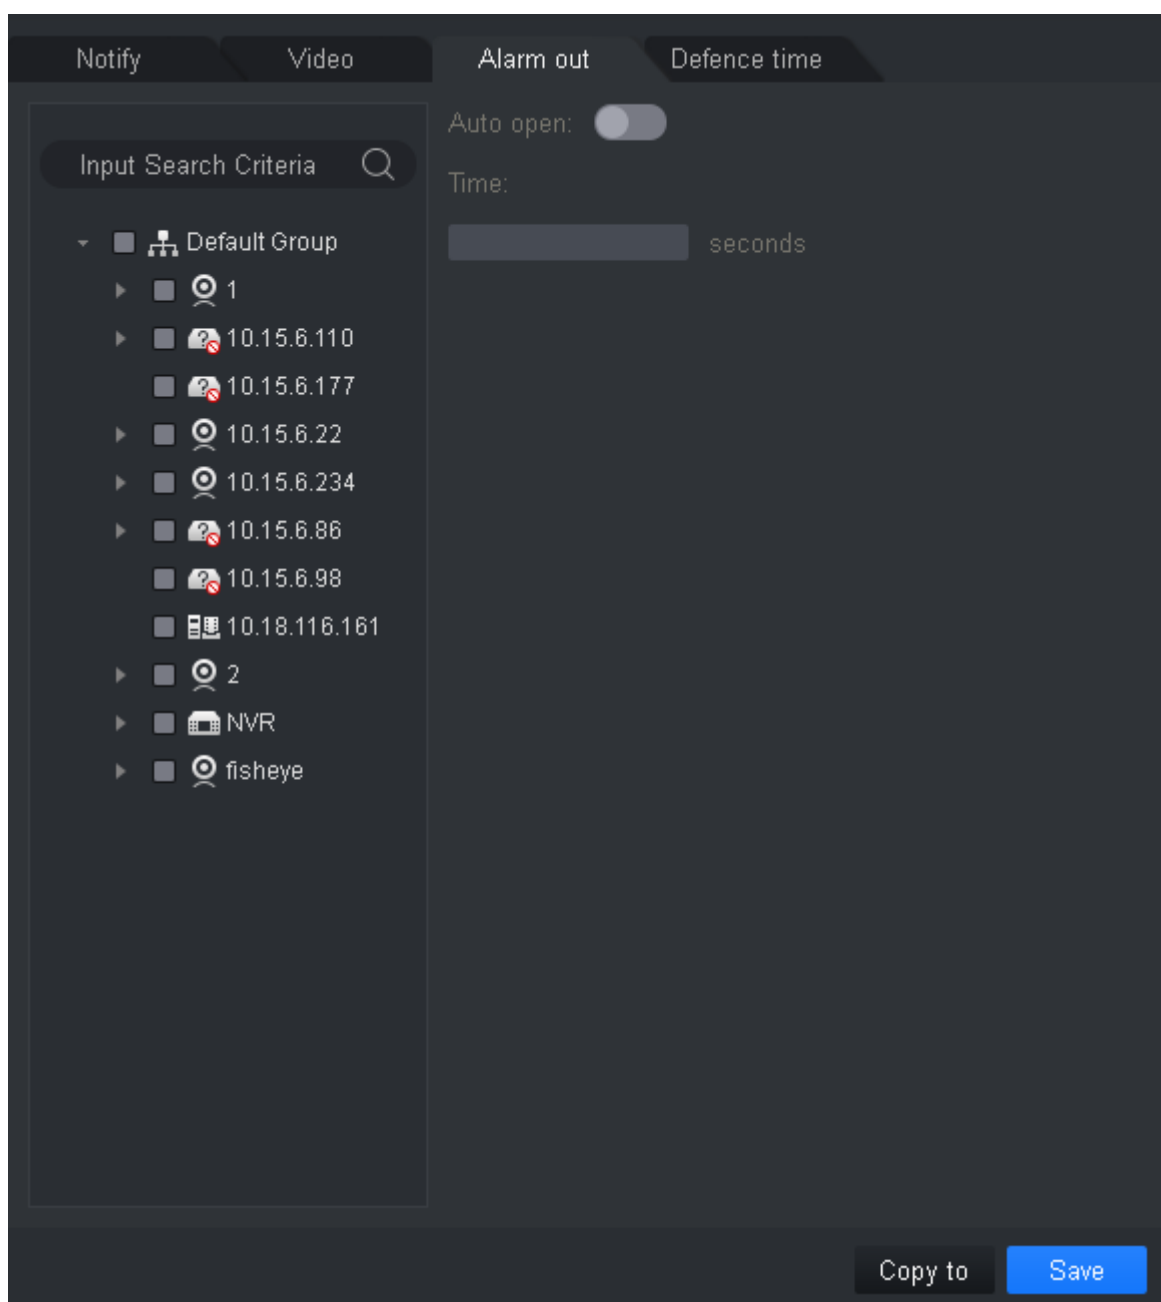 Notify Video Alarm out Defence time
Auto open:
Input Search Criteria
Time:
seconds
Default Group
1
10.15.6.110
10.15.6.177
10.15.6.22
10.15.6.234
10.15.6.86
10.15.6.98
10.18.116.161
2
NVR
fisheye
Copy to Save